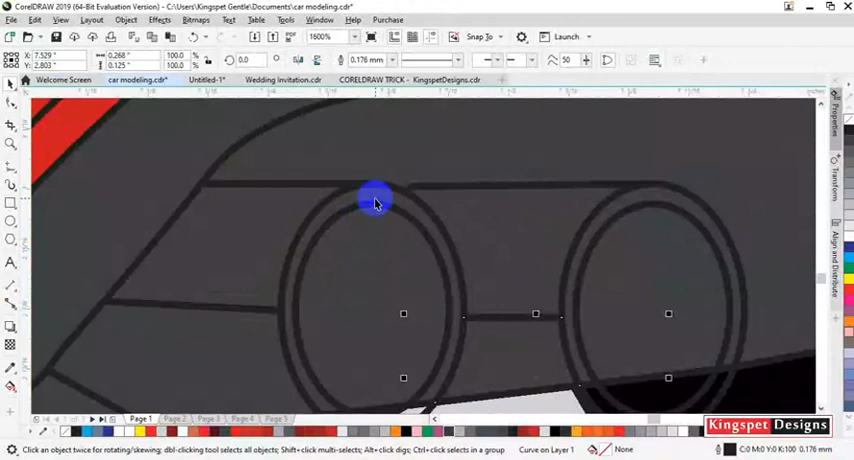 CorelDRAW 2019 (64-Bit Evaluation Version) - C:\Users\Kingspet Gentle\Documents\car modeling.cdr*
File Edit View Layout Object Effects Bitmaps Text Table Tools Window Help Purchase
1600% Snap To Launch
X: 7.529 " 0.268 " 100.0 % 0.0 0.176 mm 50
Y: 2.803 " 0.125 " 100.0 %
Welcome Screen car modeling.cdr* Untitled-1* Wedding Invitation.cdr CORELDRAW TRICK - KingspetDesigns.cdr
Properties
Transform
Align and Distribute
Page 1 Page 2 Page 3 Page 4 Page 5
Kingspet Designs
Click an object twice for rotating/skewing; dbl-clicking tool selects all objects; Shift+click multi-selects; Alt+click digs; Ctrl+click selects in a group Curve on Layer 1 None C:0 M:0 Y:0 K:100 0.176 mm